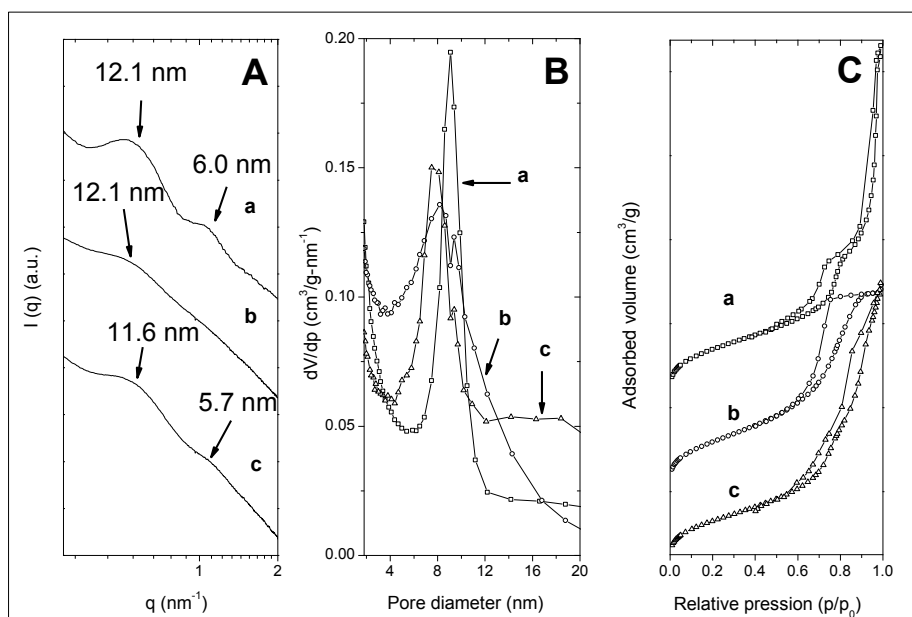 A
12.1 nm
6.0 nm
a
12.1 nm
b
11.6 nm
5.7 nm
c
I (q) (a.u.)
1
2
q (nm⁻¹)
B
0.20
0.15
0.10
0.05
0.00
dV/dp (cm³/g-nm⁻¹)
a
b
c
4 8 12 16 20
Pore diameter (nm)
C
Adsorbed volume (cm³/g)
a
b
c
0.0 0.2 0.4 0.6 0.8 1.0
Relative pression (p/p₀)